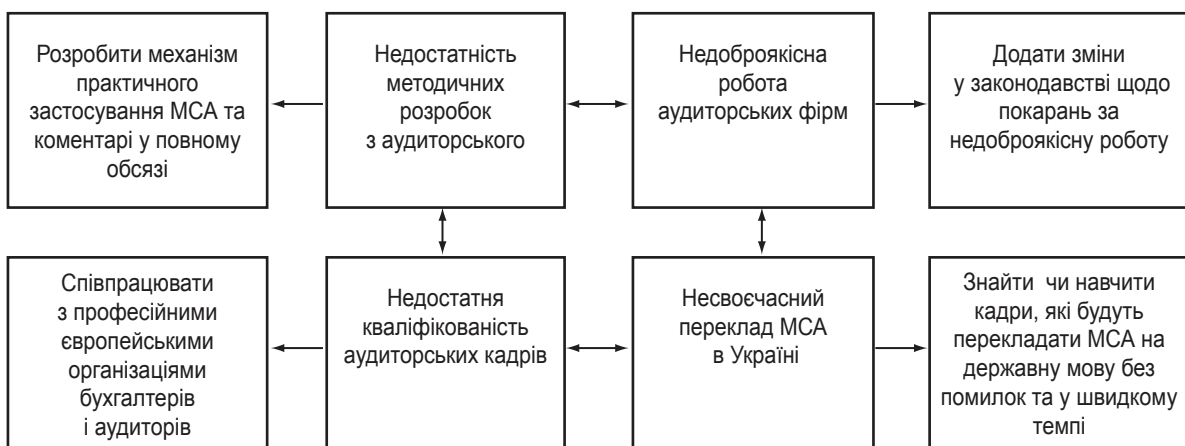 Розробити механізм
практичного
застосування МСА та
коментарі у повному
обсязі
Недостатність
методичних
розробок
з аудиторського
Недоброякісна
робота
аудиторських фірм
Додати зміни
у законодавстві щодо
покарань за
недоброякісну роботу
Співпрацювати
з професійними
європейськими
організаціями
бухгалтерів
і аудиторів
Недостатня
кваліфікованість
аудиторських кадрів
Несвоєчасний
переклад МСА
в Україні
Знайти чи навчити
кадри, які будуть
перекладати МСА на
державну мову без
помилок та у швидкому
темпі